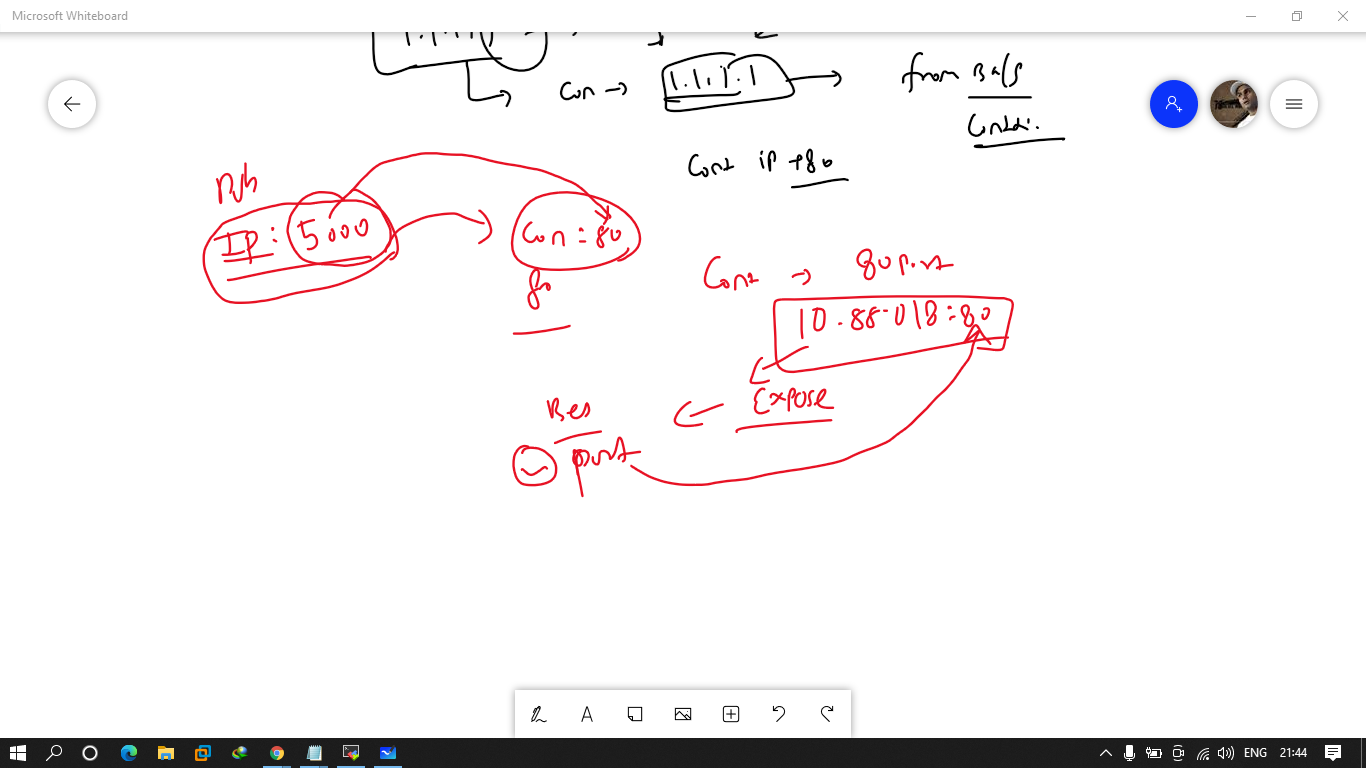 Microsoft Whiteboard
Con → 1.1.1.1 → from
Cont ip +80
IP : 5000
Con : 80
80
Cont → 80 port
10.88.018:80
Expose
port
ENG 21:44